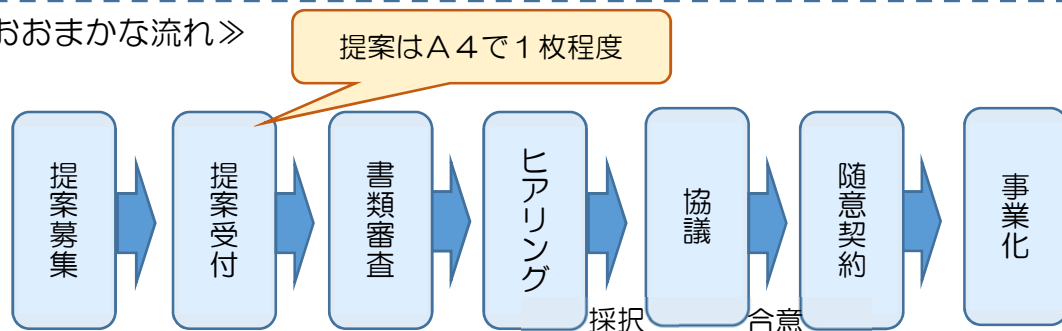 おおまかな流れ≫
提案はA4で1枚程度
提案募集
提案受付
書類審査
ヒアリング
協議
随意契約
事業化
採択
合意